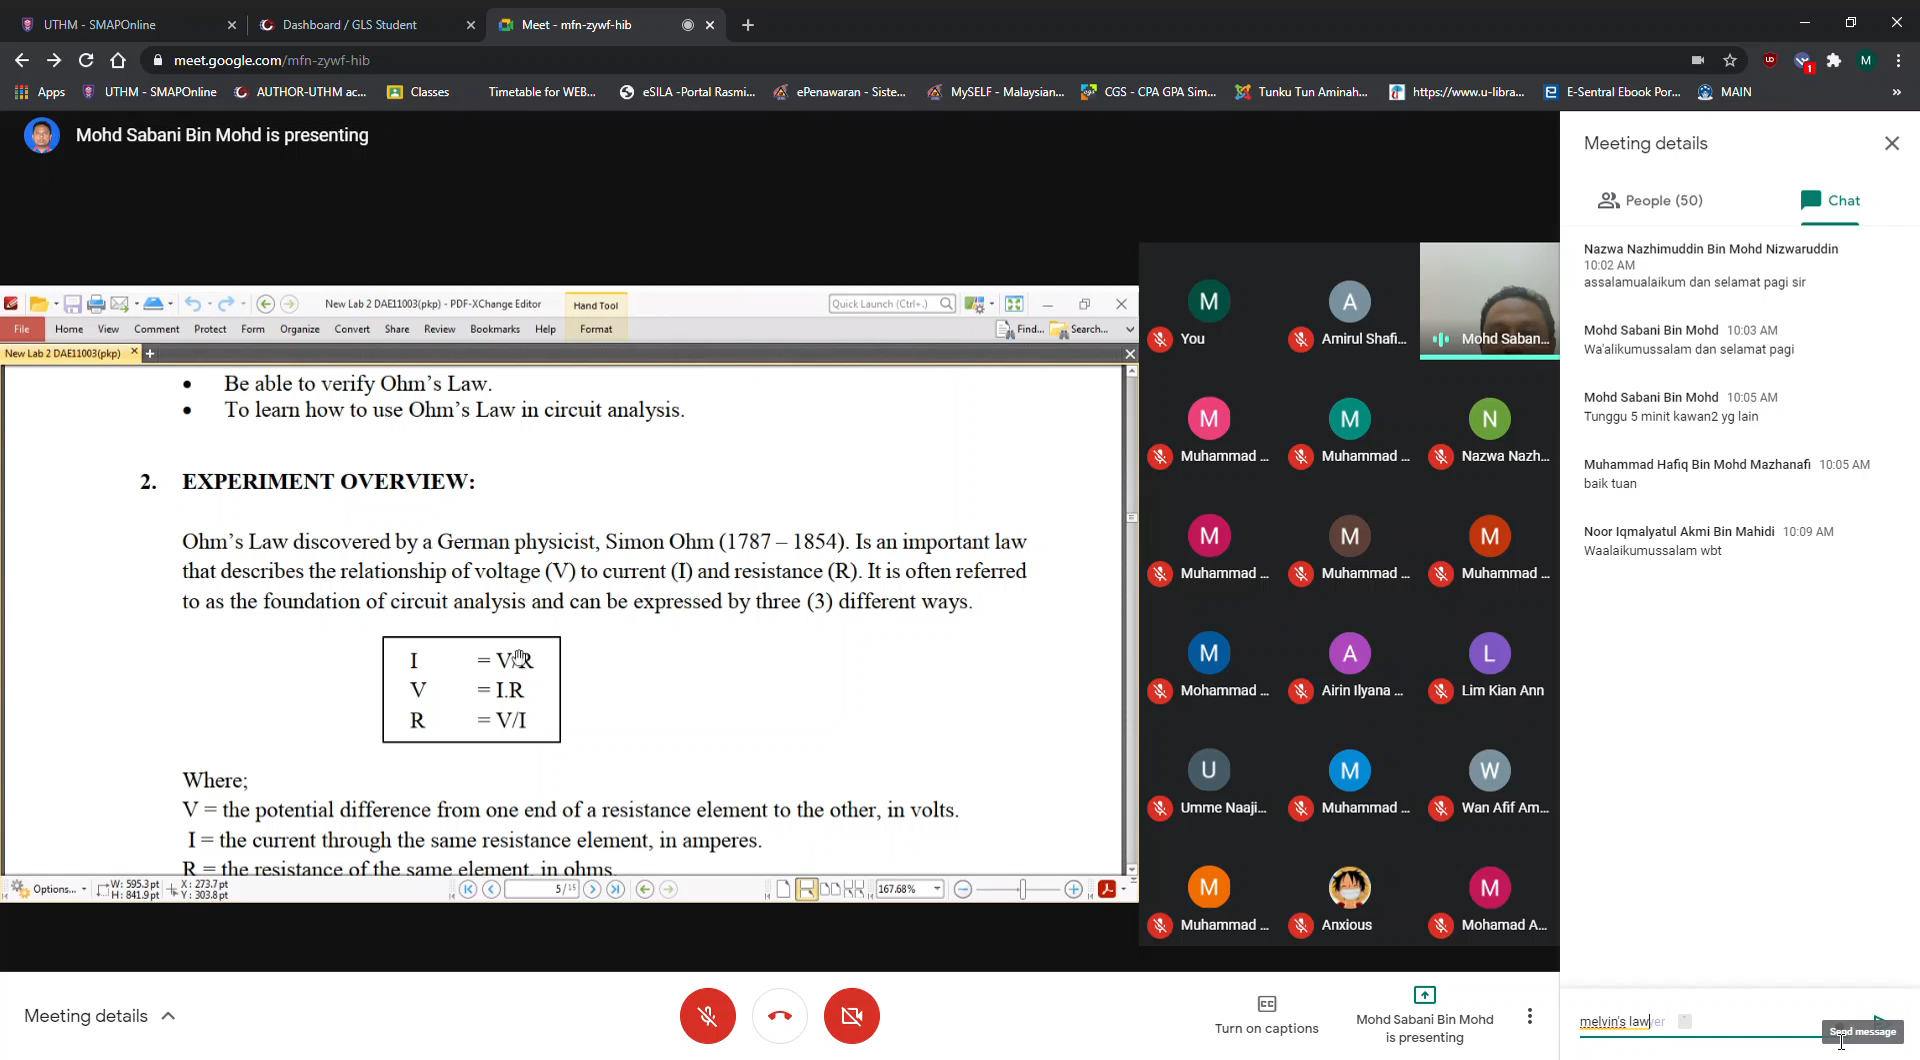 UTHM - SMAPOnline
Dashboard / GLS Student
Meet - mfn-zywf-hib
meet.google.com/mfn-zywf-hib
UD
1
M
Apps
UTHM - SMAPOnline
AUTHOR-UTHM ac...
Classes
Timetable for WEB...
eSILA -Portal Rasmi...
ePenawaran - Siste...
MySELF - Malaysian...
CGS - CPA GPA Sim...
Tunku Tun Aminah...
https://www.u-libra...
E-Sentral Ebook Por...
MAIN
»
Mohd Sabani Bin Mohd is presenting
New Lab 2 DAE11003(pkp) - PDF-XChange Editor
Hand Tool
Quick Launch (Ctrl+.)
File
Home
View
Comment
Protect
Form
Organize
Convert
Share
Review
Bookmarks
Help
Format
Find...
Search...
New Lab 2 DAE11003(pkp)
• Be able to verify Ohm's Law.
• To learn how to use Ohm's Law in circuit analysis.
2. EXPERIMENT OVERVIEW:
Ohm's Law discovered by a German physicist, Simon Ohm (1787 – 1854). Is an important law
that describes the relationship of voltage (V) to current (I) and resistance (R). It is often referred
to as the foundation of circuit analysis and can be expressed by three (3) different ways.
I = V/R
V = I.R
R = V/I
Where;
V = the potential difference from one end of a resistance element to the other, in volts.
I = the current through the same resistance element, in amperes.
R = the resistance of the same element, in ohms.
Options...
W: 595.3pt
H: 841.9pt
X: 273.7pt
Y: 303.8pt
5/15
167.68%
M
You
A
Amirul Shafi...
Mohd Saban...
M
Muhammad ...
M
Muhammad ...
N
Nazwa Nazh...
M
Muhammad ...
M
Muhammad ...
M
Muhammad ...
M
Mohammad ...
A
Airin Ilyana ...
L
Lim Kian Ann
U
Umme Naaji...
M
Muhammad ...
W
Wan Afif Am...
M
Muhammad ...
Anxious
M
Mohamad A...
Meeting details
People (50)
Chat
Nazwa Nazhimuddin Bin Mohd Nizwaruddin
10:02 AM
assalamualaikum dan selamat pagi sir
Mohd Sabani Bin Mohd 10:03 AM
Wa'alikumussalam dan selamat pagi
Mohd Sabani Bin Mohd 10:05 AM
Tunggu 5 minit kawan2 yg lain
Muhammad Hafiq Bin Mohd Mazhanafi 10:05 AM
baik tuan
Noor Iqmalyatul Akmi Bin Mahidi 10:09 AM
Waalaikumussalam wbt
melvin's lawyer
Send message
Meeting details
CC
Turn on captions
Mohd Sabani Bin Mohd
is presenting